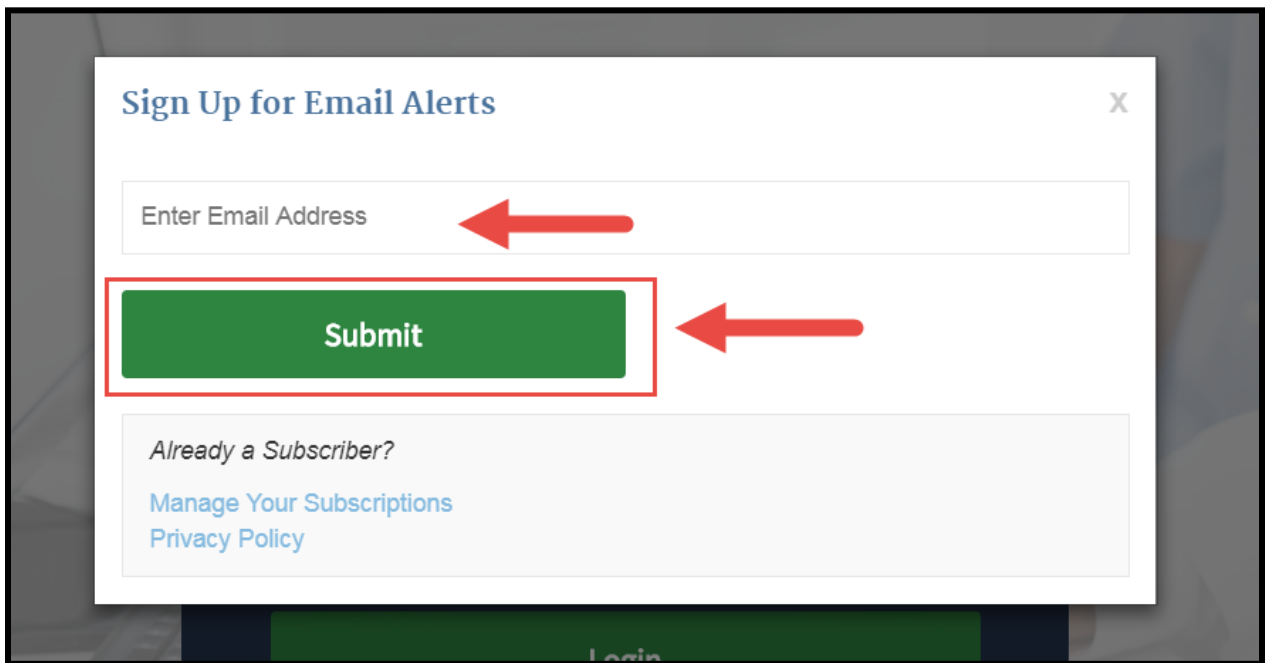 Sign Up for Email Alerts X
Enter Email Address
Submit
Already a Subscriber?
Manage Your Subscriptions
Privacy Policy
Login